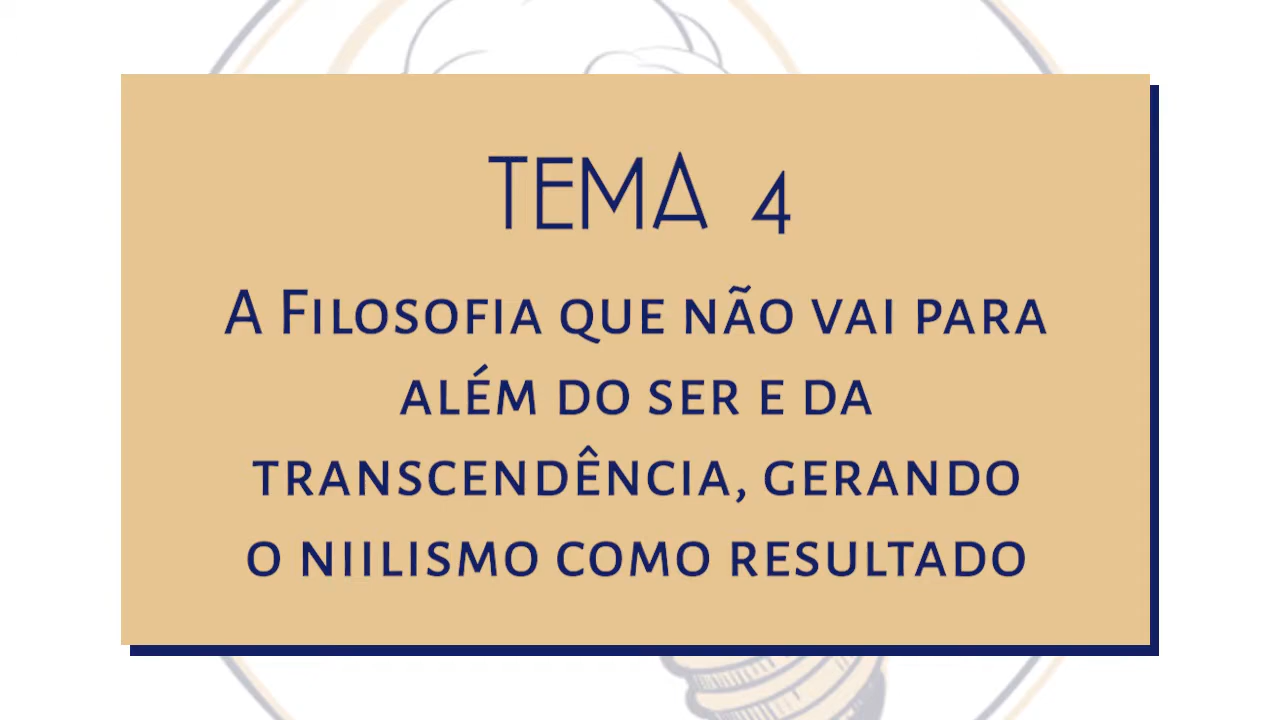 TEMA 4
A Filosofia que não vai para
além do ser e da
transcendência, gerando
o niilismo como resultado